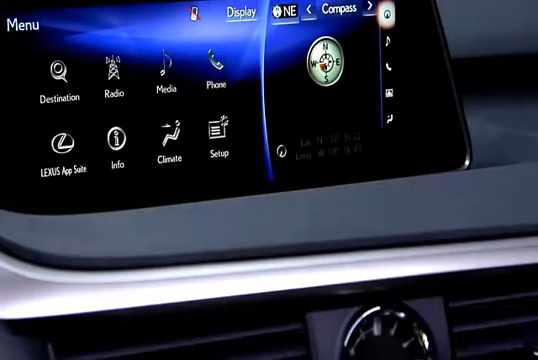 Menu
Display
NE
Compass
N
W
E
S
Destination
Radio
Media
Phone
LEXUS App Suite
Info
Climate
Setup